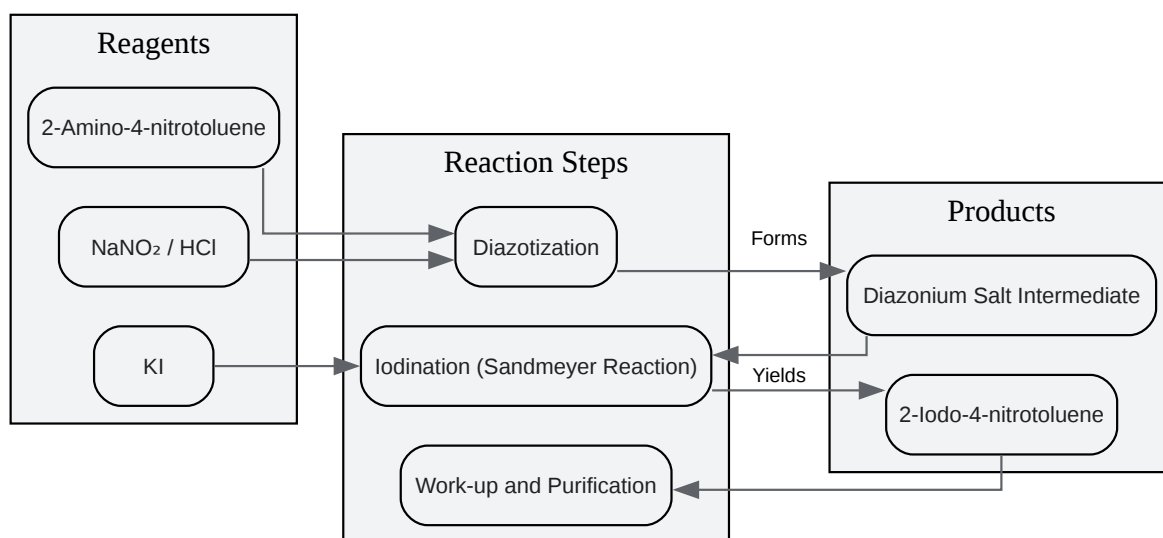 Reagents
2-Amino-4-nitrotoluene
NaNO₂ / HCl
KI
Reaction Steps
Diazotization
Iodination (Sandmeyer Reaction)
Work-up and Purification
Forms
Yields
Products
Diazonium Salt Intermediate
2-Iodo-4-nitrotoluene